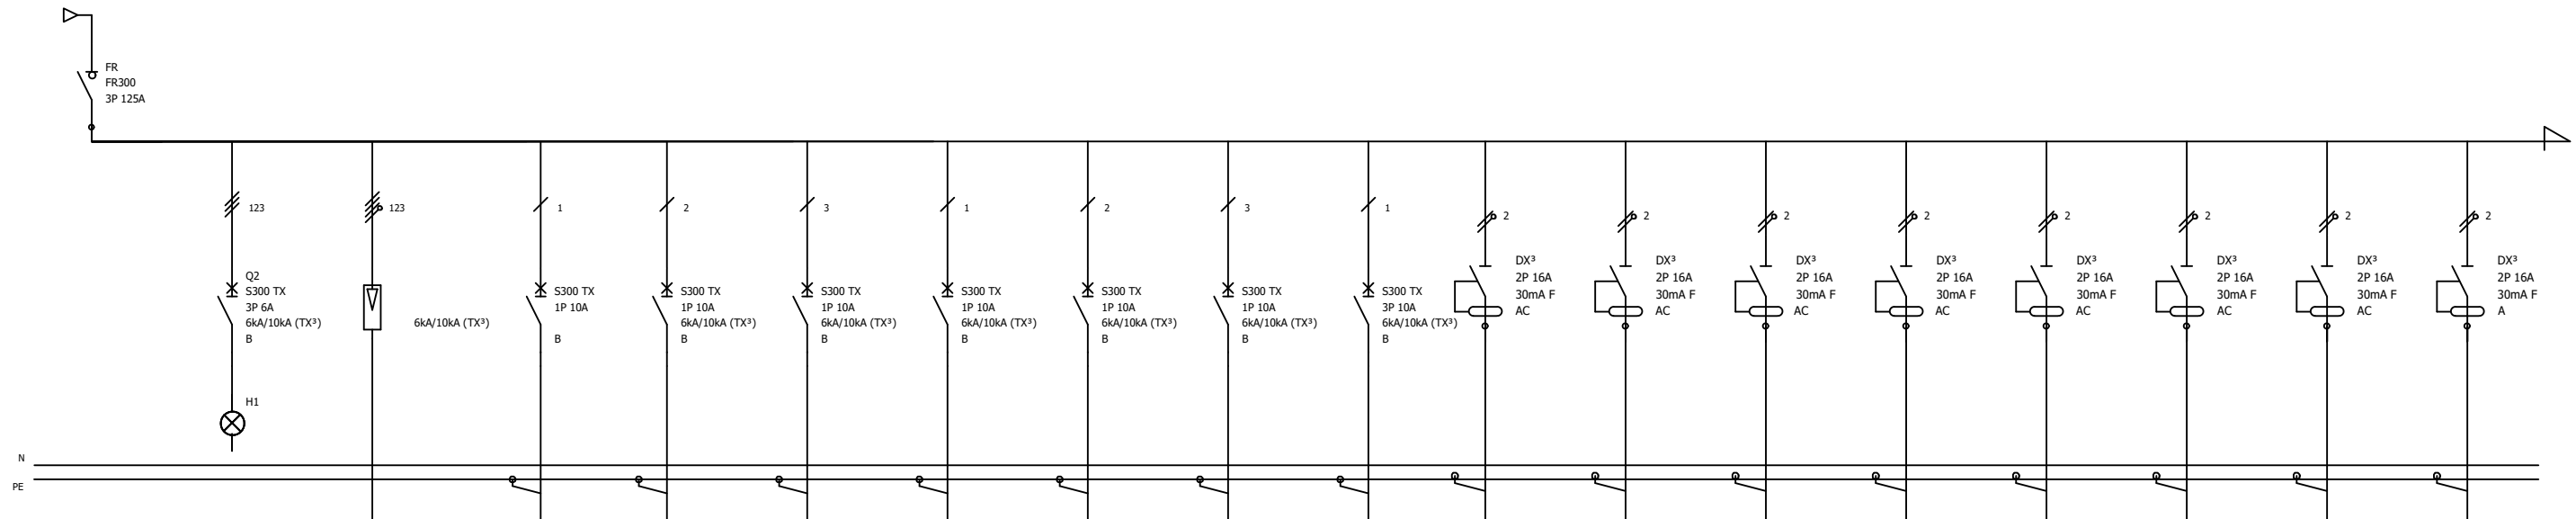 FR
FR300
3P 125A
123
123
1
2
3
1
2
3
1
2
2
2
2
2
2
2
2
Q2
S300 TX
3P 6A
6kA/10kA (TX³)
B
6kA/10kA (TX³)
S300 TX
1P 10A
B
S300 TX
1P 10A
6kA/10kA (TX³)
B
S300 TX
1P 10A
6kA/10kA (TX³)
B
S300 TX
1P 10A
6kA/10kA (TX³)
B
S300 TX
1P 10A
6kA/10kA (TX³)
B
S300 TX
1P 10A
6kA/10kA (TX³)
B
S300 TX
3P 10A
6kA/10kA (TX³)
B
DX³
2P 16A
30mA F
AC
DX³
2P 16A
30mA F
AC
DX³
2P 16A
30mA F
AC
DX³
2P 16A
30mA F
AC
DX³
2P 16A
30mA F
AC
DX³
2P 16A
30mA F
AC
DX³
2P 16A
30mA F
AC
DX³
2P 16A
30mA F
A
H1
N
PE